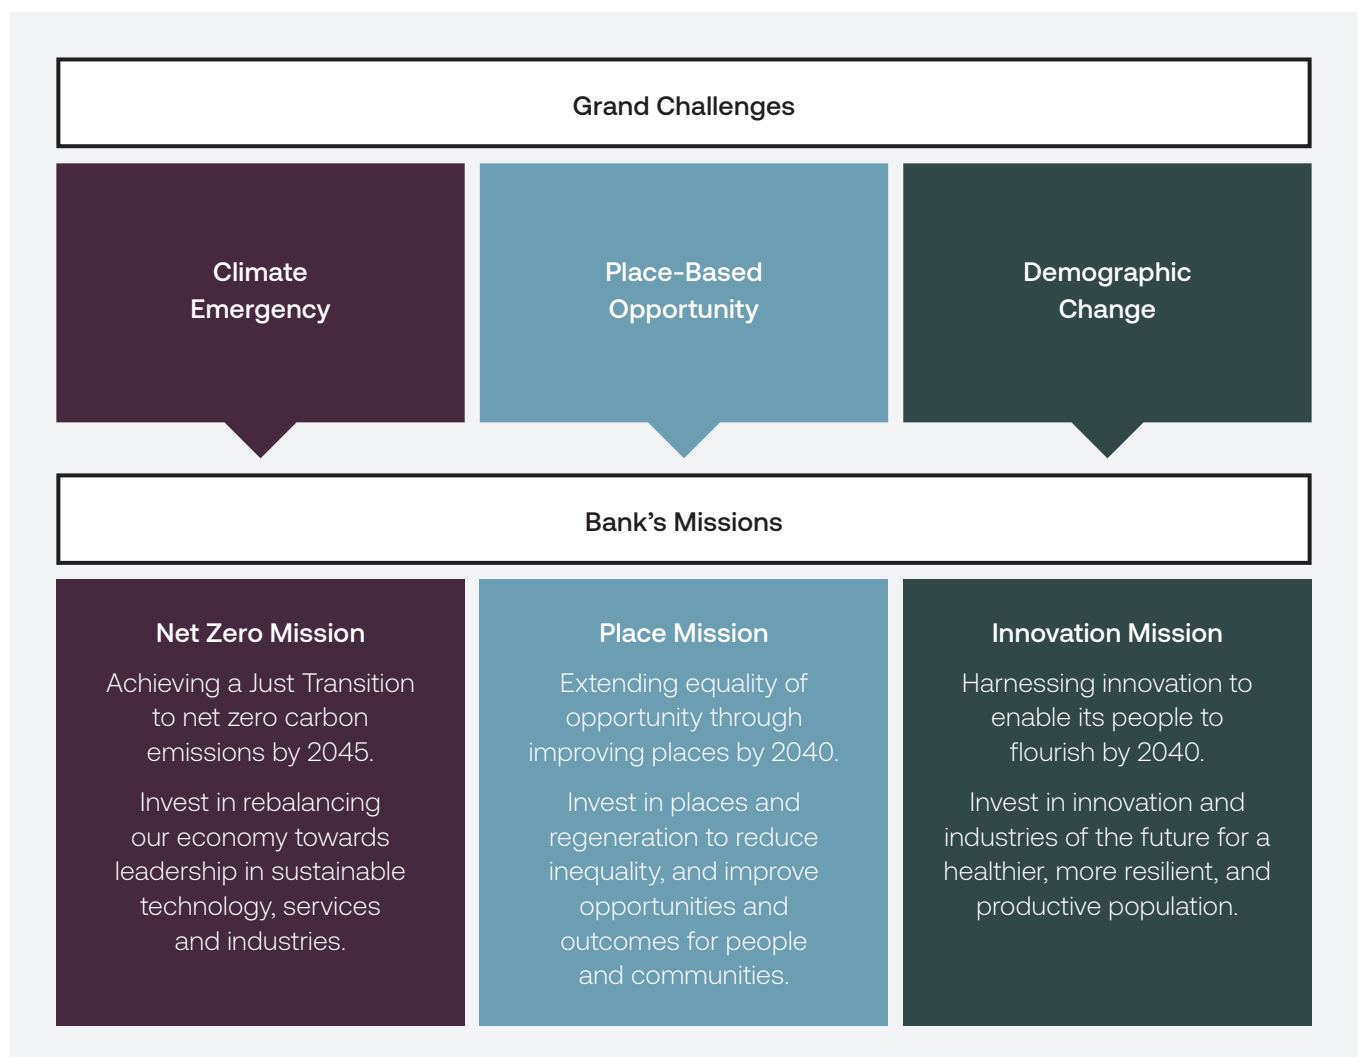 Grand Challenges
Climate
Emergency
Place-Based
Opportunity
Demographic
Change
Bank’s Missions
Net Zero Mission
Achieving a Just Transition
to net zero carbon
emissions by 2045.
Invest in rebalancing
our economy towards
leadership in sustainable
technology, services
and industries.
Place Mission
Extending equality of
opportunity through
improving places by 2040.
Invest in places and
regeneration to reduce
inequality, and improve
opportunities and
outcomes for people
and communities.
Innovation Mission
Harnessing innovation to
enable its people to
flourish by 2040.
Invest in innovation and
industries of the future for a
healthier, more resilient, and
productive population.